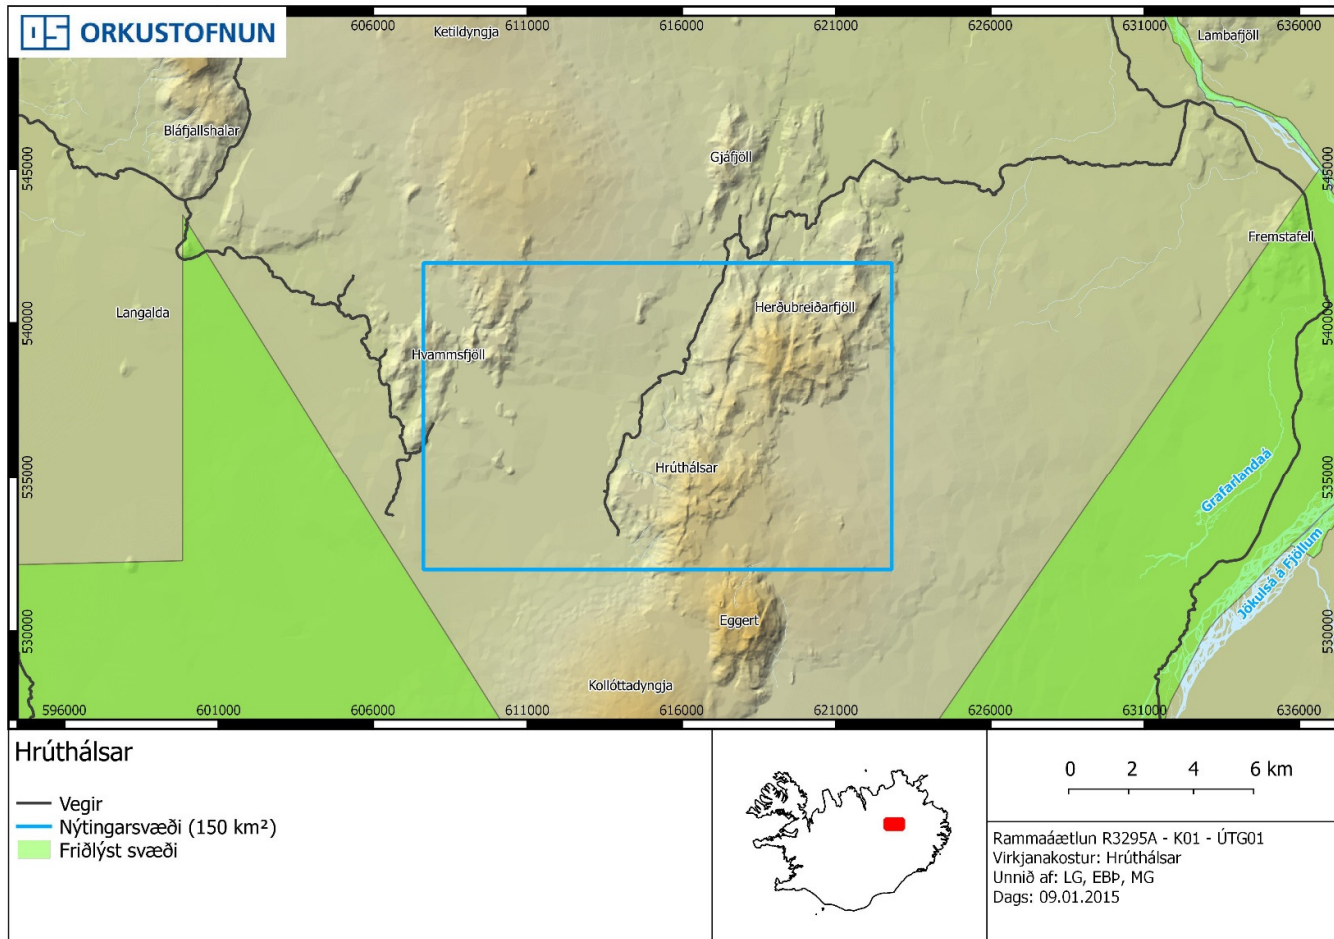 OS ORKUSTOFNUN
606000 611000 616000 621000 626000 631000 636000
Ketildyngja
Lambafjöll
Bláfjallshalar
Gjáfjöll
545000 545000
Fremstafell
Langalda
Herðubreiðarfjöll
540000 540000
Hvammsfjöll
Hrúthálsar
535000 535000
Grafarlandaá
Jökulsá á Fjöllum
Eggert
530000 530000
Kollóttadyngja
596000 601000 606000 611000 616000 621000 626000 631000 636000
Hrúthálsar
Vegir
Nýtingarsvæði (150 km²)
Friðlýst svæði
0 2 4 6 km
Rammaáætlun R3295A - K01 - ÚTG01
Virkjanakostur: Hrúthálsar
Unnið af: LG, EBÞ, MG
Dags: 09.01.2015